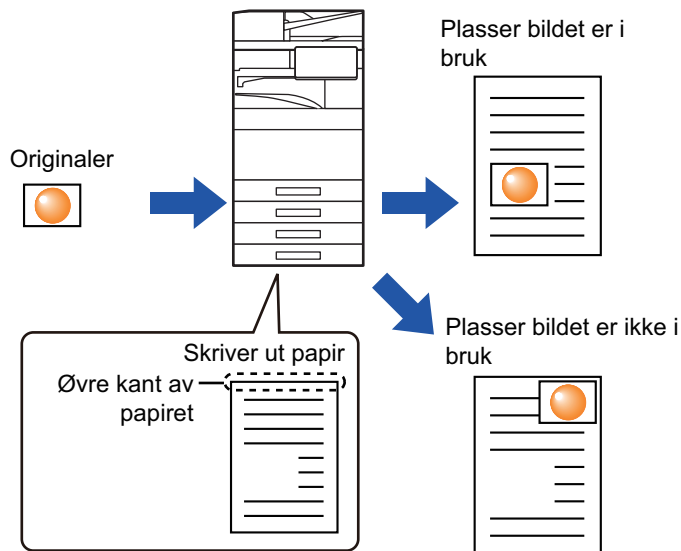 Plasser bildet er i
bruk
Originaler
Plasser bildet er ikke i
bruk
Skriver ut papir
Øvre kant av
papiret